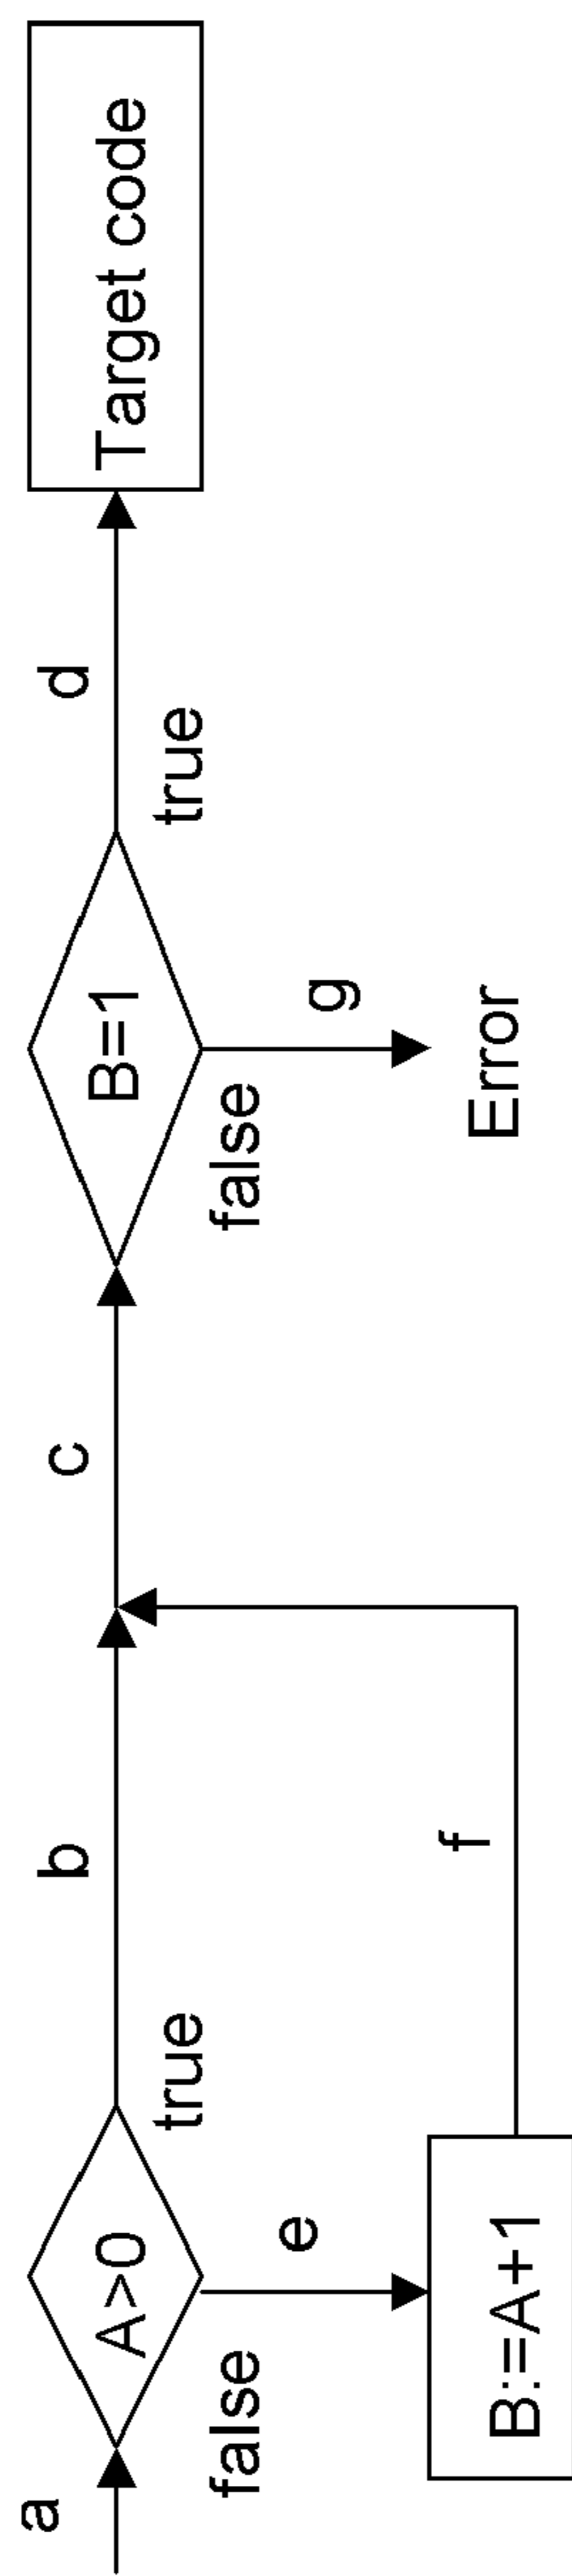 a
A>0
true
false
b
e
B:=A+1
f
c
B=1
true
false
d
g
Error
Target code